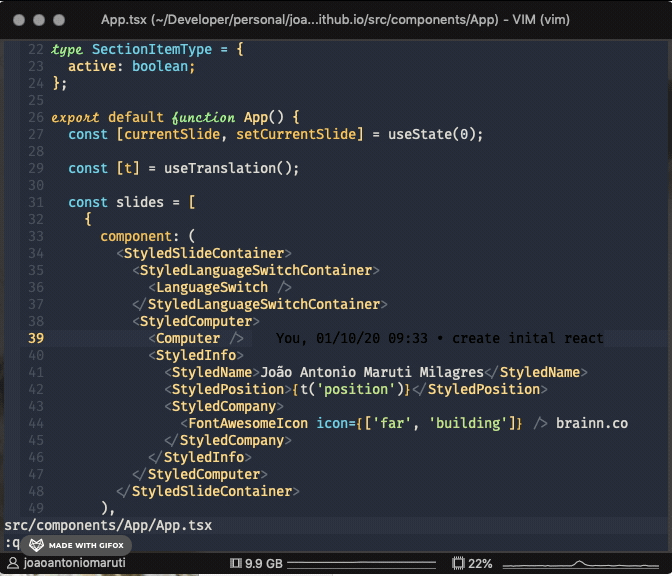 App.tsx (~/Developer/personal/joa...ithub.io/src/components/App) - VIM (vim)
22 type SectionItemType = {
23   active: boolean;
24 };
25
26 export default function App() {
27   const [currentSlide, setCurrentSlide] = useState(0);
28
29   const [t] = useTranslation();
30
31   const slides = [
32     {
33       component: (
34         <StyledSlideContainer>
35           <StyledLanguageSwitchContainer>
36             <LanguageSwitch />
37           </StyledLanguageSwitchContainer>
38           <StyledComputer>
39             <Computer />    You, 01/10/20 09:33 • create inital react
40             <StyledInfo>
41               <StyledName>João Antonio Maruti Milagres</StyledName>
42               <StyledPosition>{t('position')}</StyledPosition>
43               <StyledCompany>
44                 <FontAwesomeIcon icon={['far', 'building']} /> brainn.co
45               </StyledCompany>
46             </StyledInfo>
47           </StyledComputer>
48         </StyledSlideContainer>
49       ),
src/components/App/App.tsx
:q
MADE WITH GIFOX
joaoantoniomaruti 9.9 GB 22%